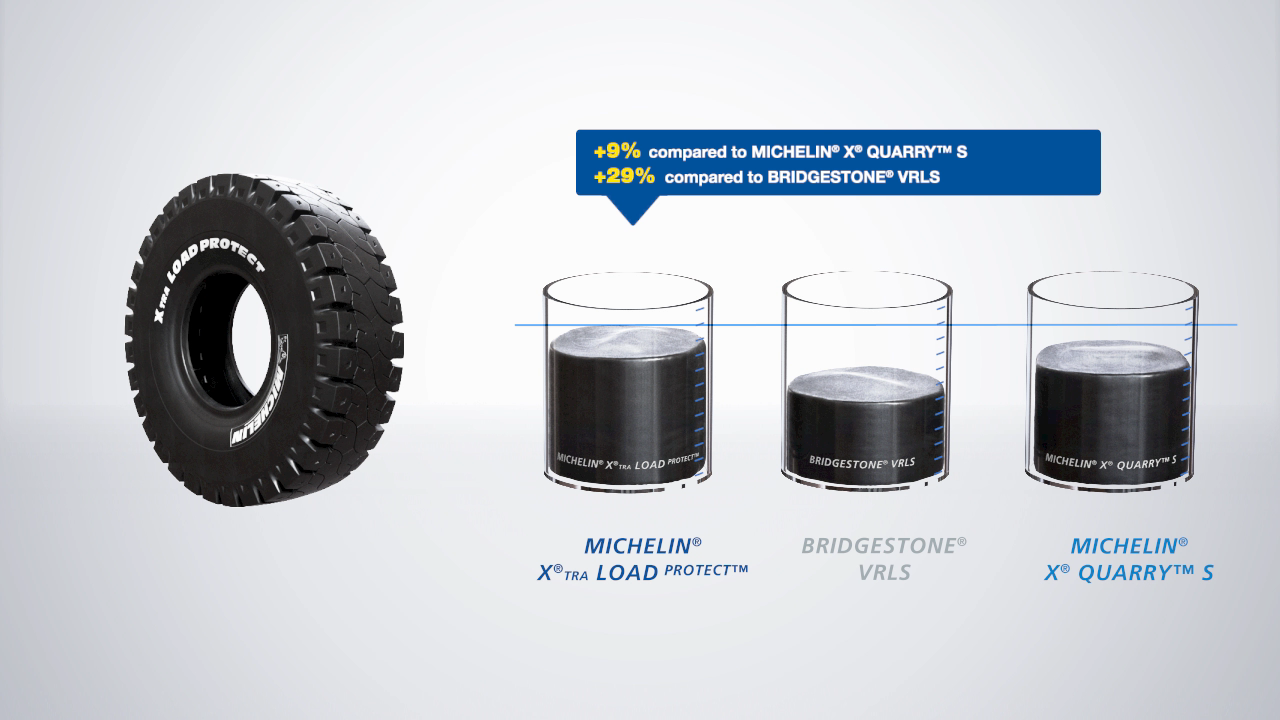 +9% compared to MICHELIN® X® QUARRY™ S
+29% compared to BRIDGESTONE® VRLS
XTRA LOAD PROTECT
MICHELIN
MICHELIN® X®TRA LOAD PROTECT™
BRIDGESTONE® VRLS
MICHELIN® X® QUARRY™ S
MICHELIN®
X®TRA LOAD PROTECT™
BRIDGESTONE®
VRLS
MICHELIN®
X® QUARRY™ S